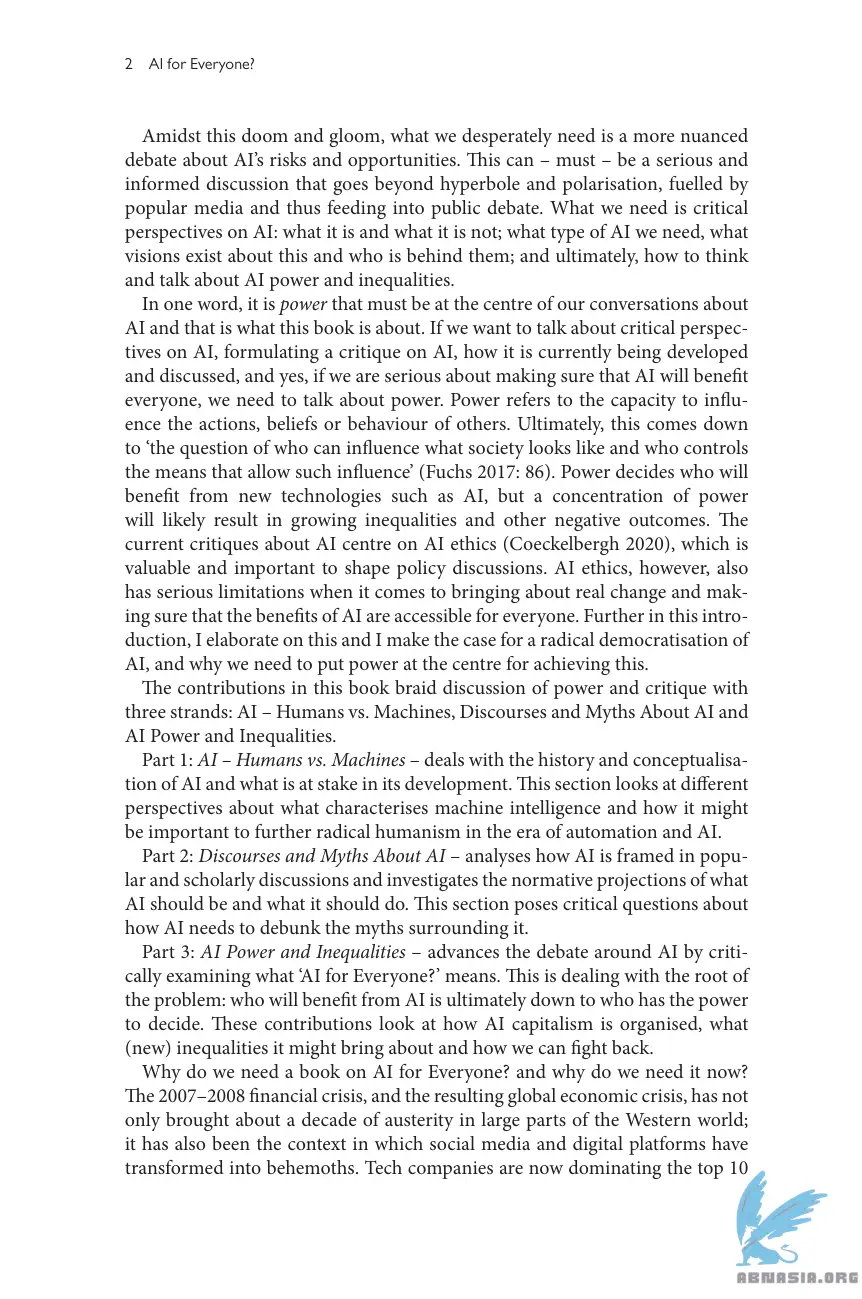 2 AI for Everyone?
Amidst this doom and gloom, what we desperately need is a more nuanced
debate about AI’s risks and opportunities. This can – must – be a serious and
informed discussion that goes beyond hyperbole and polarisation, fuelled by
popular media and thus feeding into public debate. What we need is critical
perspectives on AI: what it is and what it is not; what type of AI we need, what
visions exist about this and who is behind them; and ultimately, how to think
and talk about AI power and inequalities.
In one word, it is power that must be at the centre of our conversations about
AI and that is what this book is about. If we want to talk about critical perspec-
tives on AI, formulating a critique on AI, how it is currently being developed
and discussed, and yes, if we are serious about making sure that AI will benefit
everyone, we need to talk about power. Power refers to the capacity to influ-
ence the actions, beliefs or behaviour of others. Ultimately, this comes down
to ‘the question of who can influence what society looks like and who controls
the means that allow such influence’ (Fuchs 2017: 86). Power decides who will
benefit from new technologies such as AI, but a concentration of power
will likely result in growing inequalities and other negative outcomes. The
current critiques about AI centre on AI ethics (Coeckelbergh 2020), which is
valuable and important to shape policy discussions. AI ethics, however, also
has serious limitations when it comes to bringing about real change and mak-
ing sure that the benefits of AI are accessible for everyone. Further in this intro-
duction, I elaborate on this and I make the case for a radical democratisation of
AI, and why we need to put power at the centre for achieving this.
The contributions in this book braid discussion of power and critique with
three strands: AI – Humans vs. Machines, Discourses and Myths About AI and
AI Power and Inequalities.
Part 1: AI – Humans vs. Machines – deals with the history and conceptualisa-
tion of AI and what is at stake in its development. This section looks at different
perspectives about what characterises machine intelligence and how it might
be important to further radical humanism in the era of automation and AI.
Part 2: Discourses and Myths About AI – analyses how AI is framed in popu-
lar and scholarly discussions and investigates the normative projections of what
AI should be and what it should do. This section poses critical questions about
how AI needs to debunk the myths surrounding it.
Part 3: AI Power and Inequalities – advances the debate around AI by criti-
cally examining what ‘AI for Everyone?’ means. This is dealing with the root of
the problem: who will benefit from AI is ultimately down to who has the power
to decide. These contributions look at how AI capitalism is organised, what
(new) inequalities it might bring about and how we can fight back.
Why do we need a book on AI for Everyone? and why do we need it now?
The 2007–2008 financial crisis, and the resulting global economic crisis, has not
only brought about a decade of austerity in large parts of the Western world;
it has also been the context in which social media and digital platforms have
transformed into behemoths. Tech companies are now dominating the top 10
ABNASIA.ORG